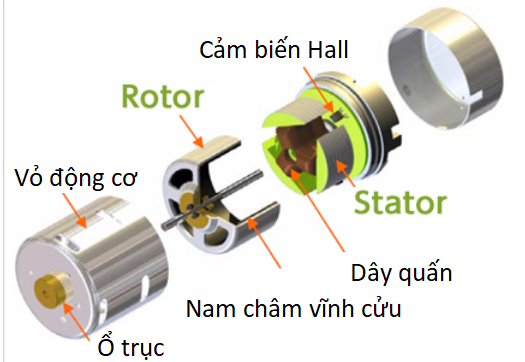 Cảm biến Hall
Rotor
Vỏ động cơ
Stator
Dây quấn
Nam châm vĩnh cửu
Ổ trục